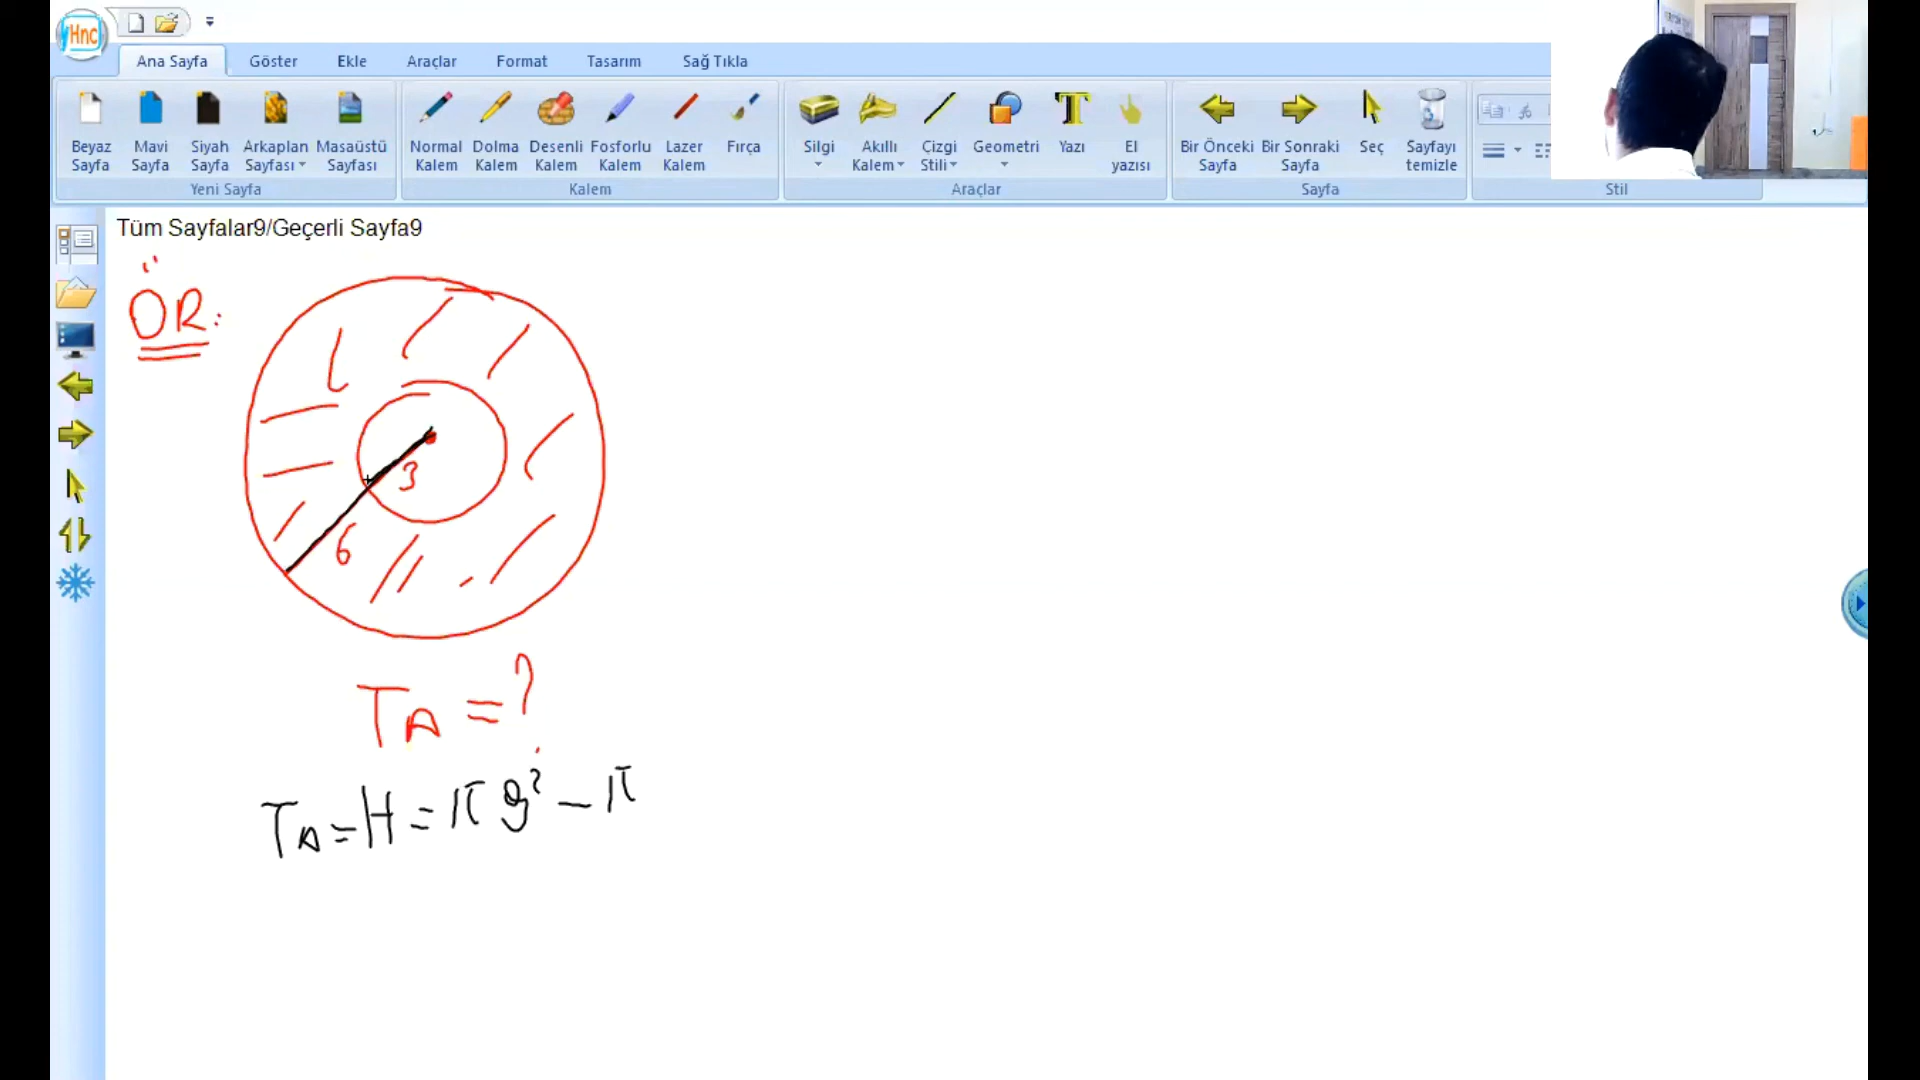 Hnc
Ana Sayfa Göster Ekle Araçlar Format Tasarım Sağ Tıkla
Beyaz Sayfa
Mavi Sayfa
Siyah Sayfa
Arkaplan Sayfası
Masaüstü Sayfası
Yeni Sayfa
Normal Kalem
Dolma Kalem
Desenli Kalem
Fosforlu Kalem
Lazer Kalem
Fırça
Kalem
Silgi
Akıllı Kalem
Çizgi Stili
Geometri
Yazı
El yazısı
Araçlar
Bir Önceki Sayfa
Bir Sonraki Sayfa
Seç
Sayfayı temizle
Sayfa
Stil
Tüm Sayfalar9/Geçerli Sayfa9
ÖR:
3
6
TA = ?
TA = H = π 9² - π